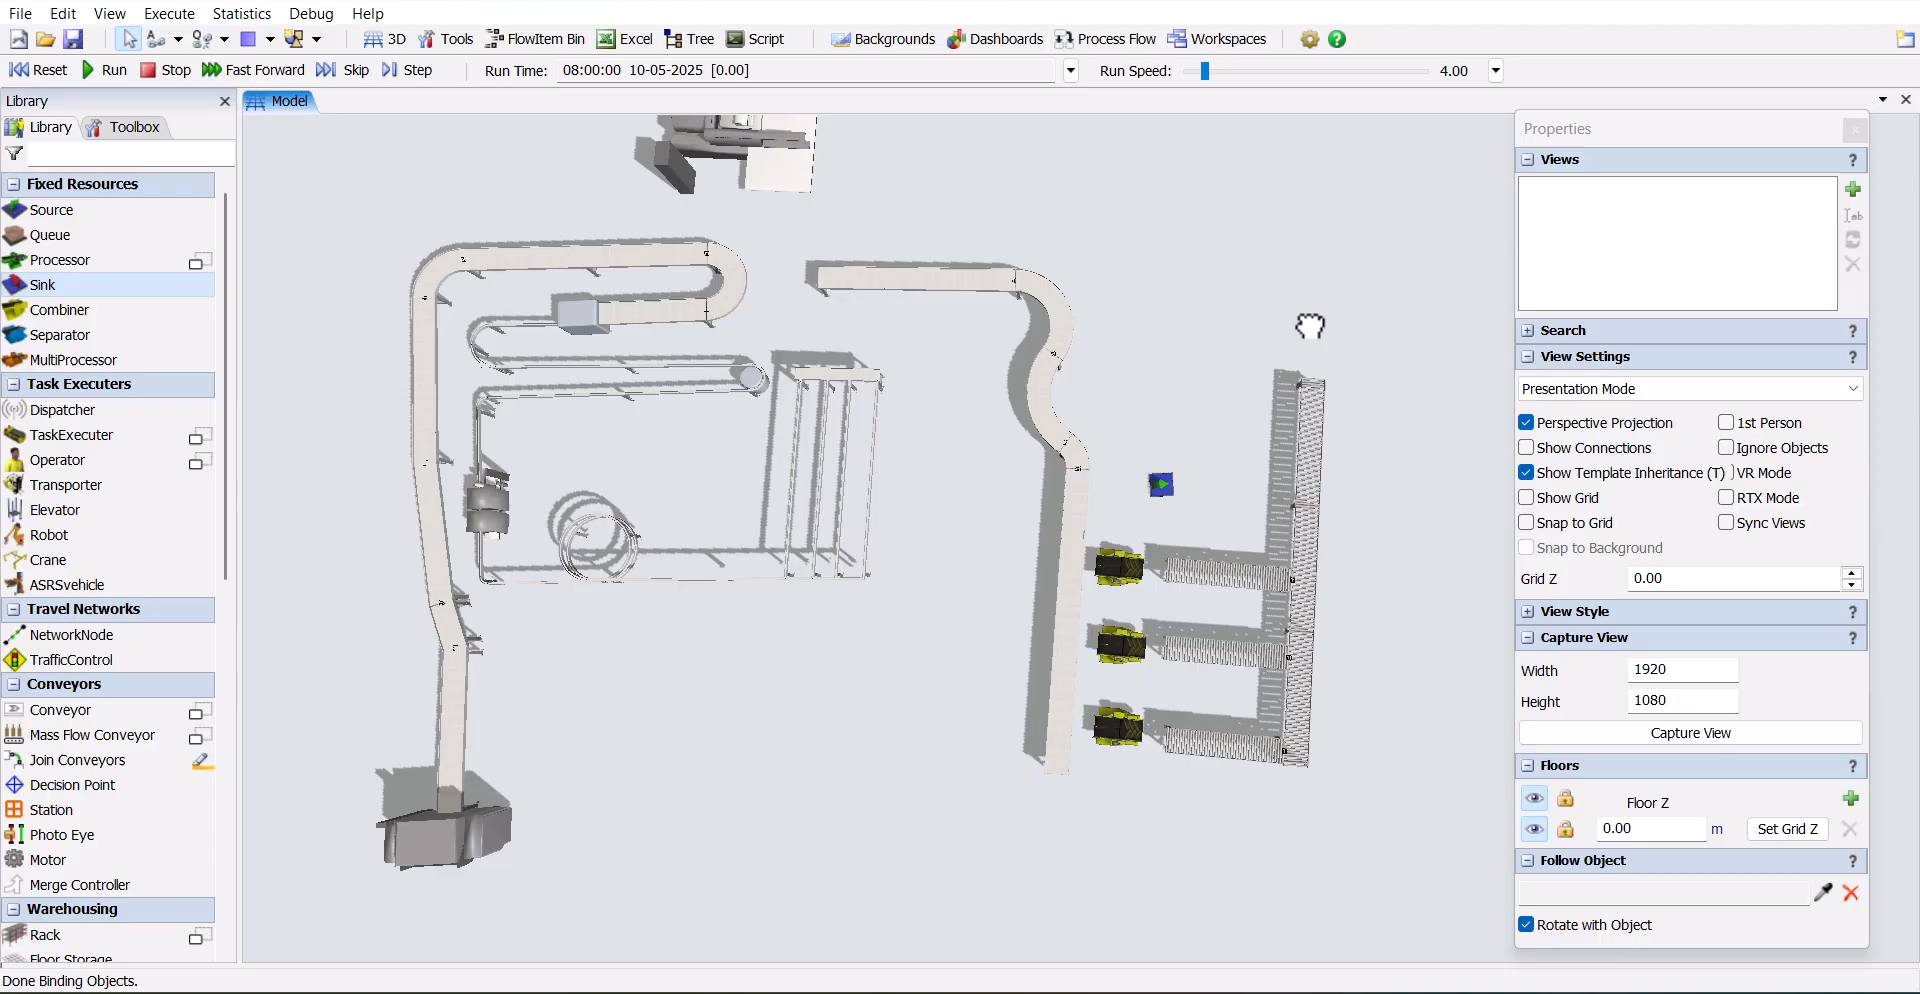 File Edit View Execute Statistics Debug Help
3D Tools FlowItem Bin Excel Tree Script Backgrounds Dashboards Process Flow Workspaces
Reset Run Stop Fast Forward Skip Step Run Time: 08:00:00 10-05-2025 [0.00] Run Speed: 4.00
Library
Model
Library Toolbox
Fixed Resources
Source
Queue
Processor
Sink
Combiner
Separator
MultiProcessor
Task Executers
Dispatcher
TaskExecuter
Operator
Transporter
Elevator
Robot
Crane
ASRSvehicle
Travel Networks
NetworkNode
TrafficControl
Conveyors
Conveyor
Mass Flow Conveyor
Join Conveyors
Decision Point
Station
Photo Eye
Motor
Merge Controller
Warehousing
Rack
Floor Storage
Properties
Views
Search
View Settings
Presentation Mode
Perspective Projection 1st Person
Show Connections Ignore Objects
Show Template Inheritance (T) VR Mode
Show Grid RTX Mode
Snap to Grid Sync Views
Snap to Background
Grid Z 0.00
View Style
Capture View
Width 1920
Height 1080
Capture View
Floors
Floor Z
0.00 m Set Grid Z
Follow Object
Rotate with Object
Done Binding Objects.